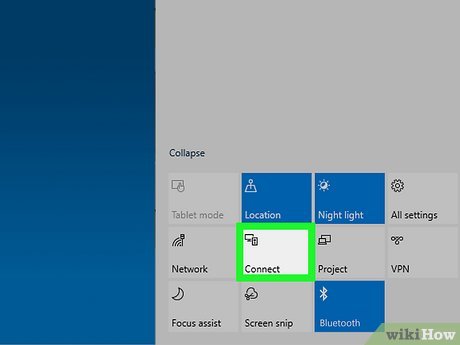 Collapse
Tablet mode
Location
Night light
All settings
Network
Connect
Project
VPN
Focus assist
Screen snip
Bluetooth
wikiHow